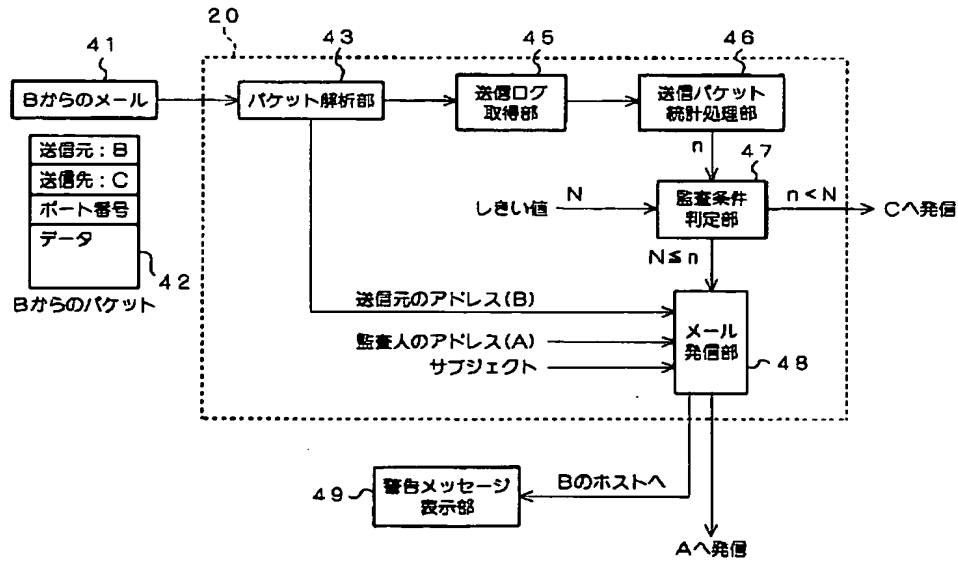 20
41
Bからのメール
43
パケット解析部
45
送信ログ
取得部
46
送信パケット
統計処理部
送信元：B
送信先：C
ポート番号
データ
42
Bからのパケット
n
47
しきい値
N
監査条件
判定部
n<N
Cへ発信
N≦n
送信元のアドレス(B)
監査人のアドレス(A)
サブジェクト
メール
発信部
48
49
警告メッセージ
表示部
Bのホストへ
Aへ発信